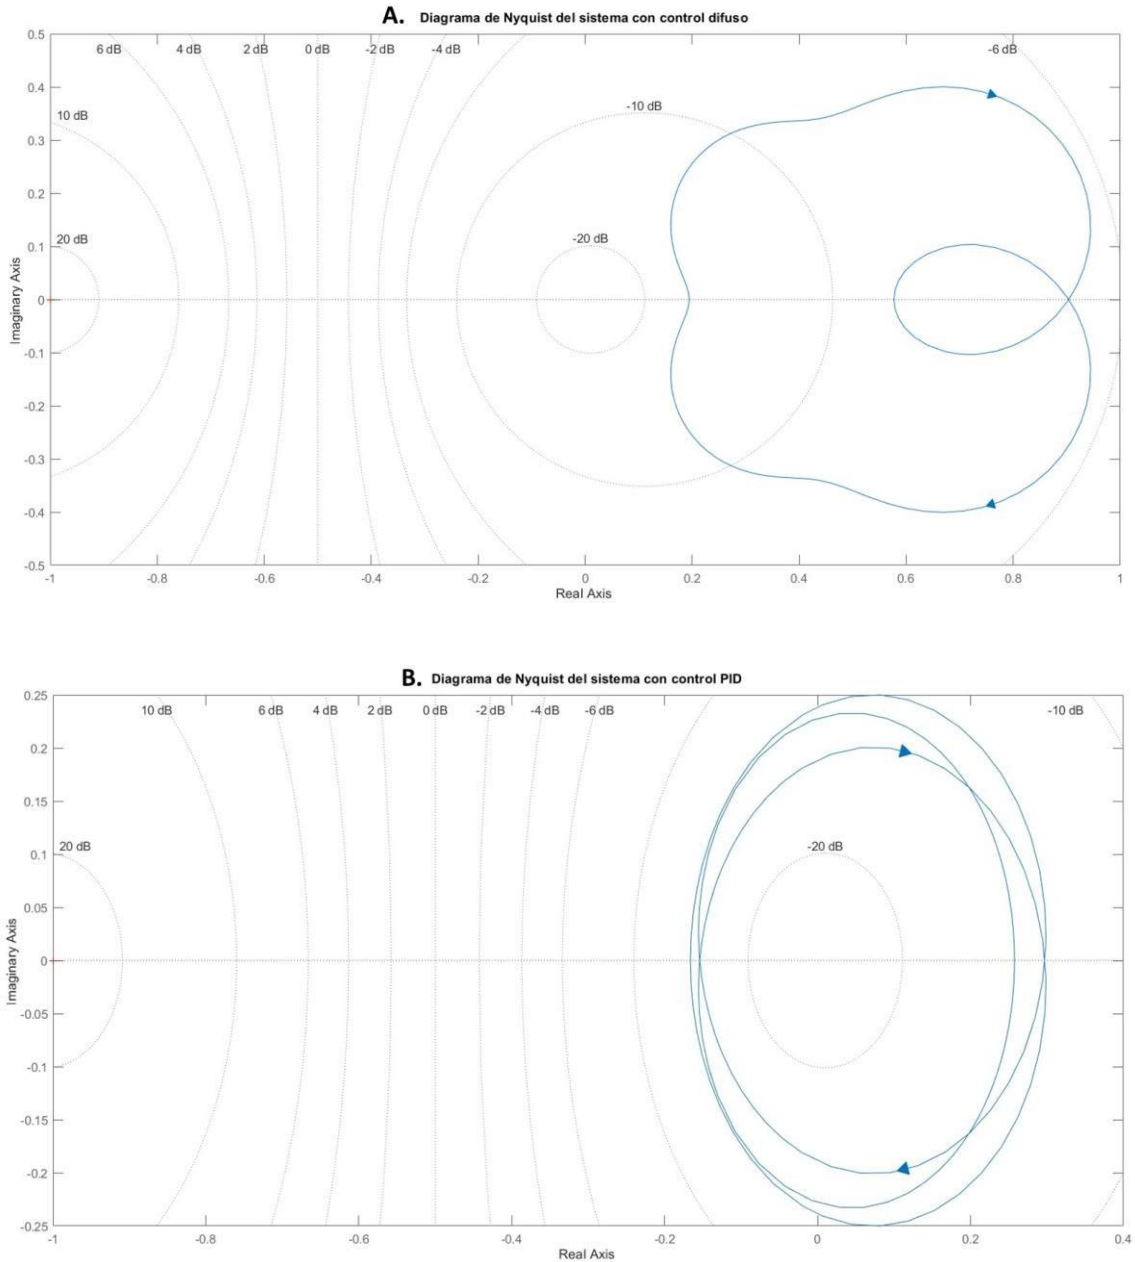 A. Diagrama de Nyquist del sistema con control difuso
0.5
6 dB 4 dB 2 dB 0 dB -2 dB -4 dB -6 dB
0.4
10 dB -10 dB
0.3
0.2
20 dB -20 dB
0.1
0
-0.1
-0.2
-0.3
-0.4
-0.5
Imaginary Axis
-1 -0.8 -0.6 -0.4 -0.2 0 0.2 0.4 0.6 0.8 1
Real Axis
B. Diagrama de Nyquist del sistema con control PID
0.25
10 dB 6 dB 4 dB 2 dB 0 dB -2 dB -4 dB -6 dB -10 dB
0.2
0.15
20 dB -20 dB
0.1
0.05
0
-0.05
-0.1
-0.15
-0.2
-0.25
Imaginary Axis
-1 -0.8 -0.6 -0.4 -0.2 0 0.2 0.4
Real Axis